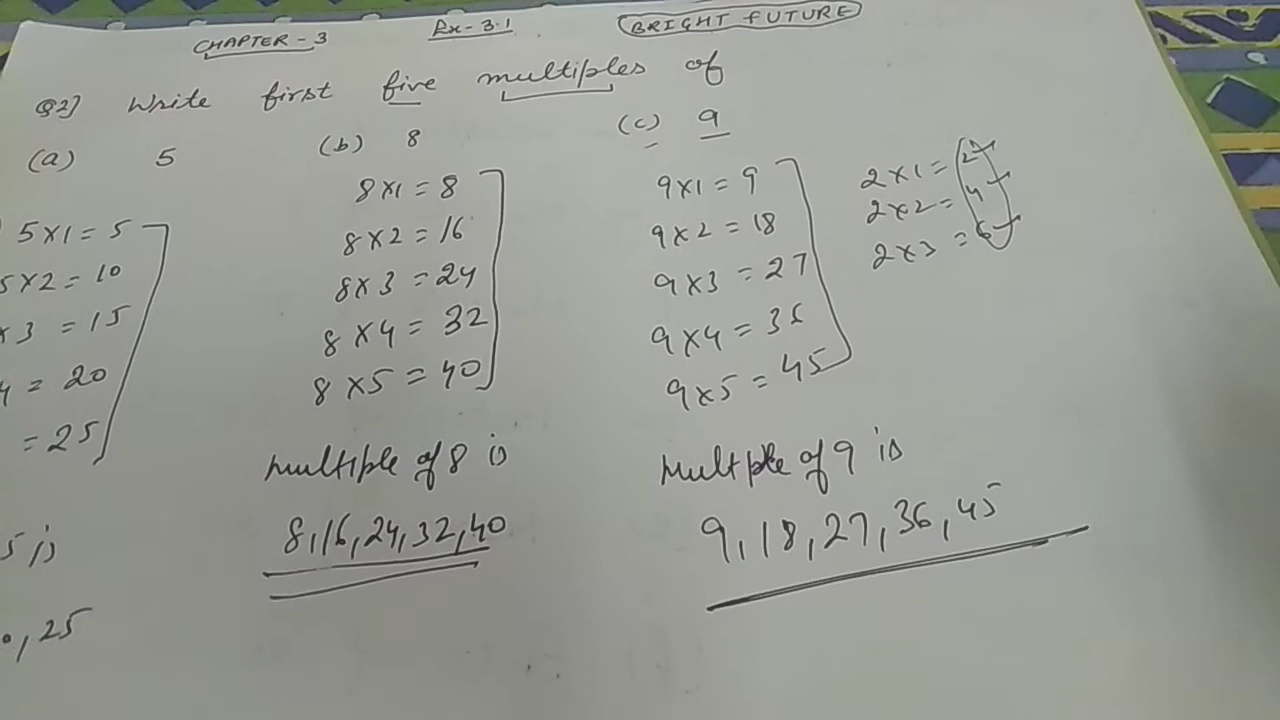 CHAPTER - 3 Ex - 3.1 BRIGHT FUTURE
Q2] Write first five multiples of
(a) 5
5 x 1 = 5
5 x 2 = 10
x 3 = 15
4 = 20
= 25
5 is
, 25
(b) 8
8 x 1 = 8
8 x 2 = 16
8 x 3 = 24
8 x 4 = 32
8 x 5 = 40
multiple of 8 is
8, 16, 24, 32, 40
(c) 9
9 x 1 = 9
9 x 2 = 18
9 x 3 = 27
9 x 4 = 36
9 x 5 = 45
multiple of 9 is
9, 18, 27, 36, 45
2 x 1 = 2
2 x 2 = 4
2 x 3 = 6